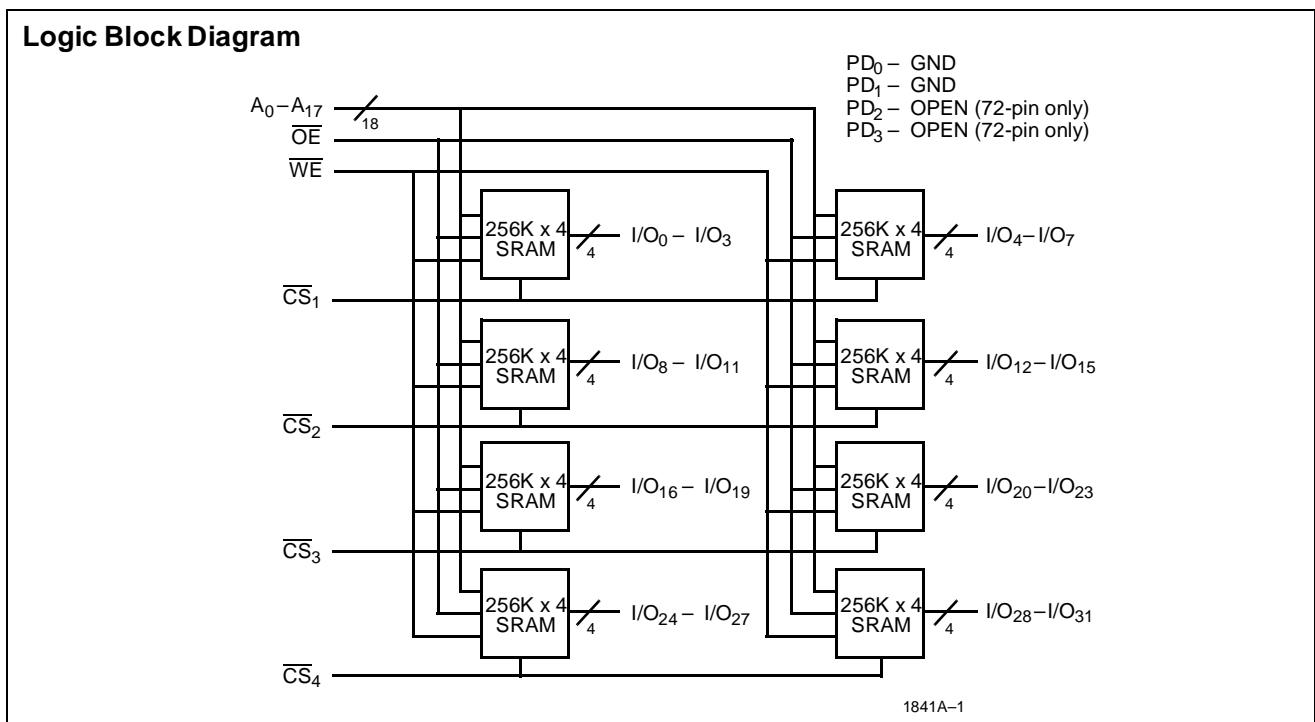 Logic Block Diagram
PD0 – GND
PD1 – GND
PD2 – OPEN (72-pin only)
PD3 – OPEN (72-pin only)
A0–A17
18
OE
WE
256K x 4
SRAM
4
I/O0 – I/O3
256K x 4
SRAM
4
I/O4–I/O7
CS1
256K x 4
SRAM
4
I/O8 – I/O11
256K x 4
SRAM
4
I/O12–I/O15
CS2
256K x 4
SRAM
4
I/O16 – I/O19
256K x 4
SRAM
4
I/O20–I/O23
CS3
256K x 4
SRAM
4
I/O24 – I/O27
256K x 4
SRAM
4
I/O28–I/O31
CS4
1841A–1